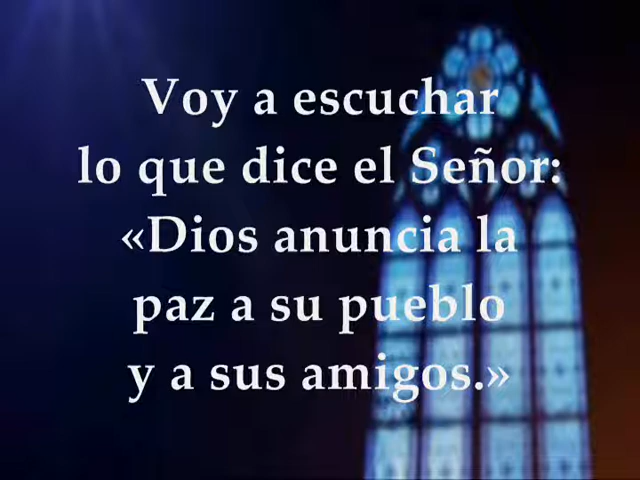 Voy a escuchar
lo que dice el Señor:
«Dios anuncia la
paz a su pueblo
y a sus amigos.»